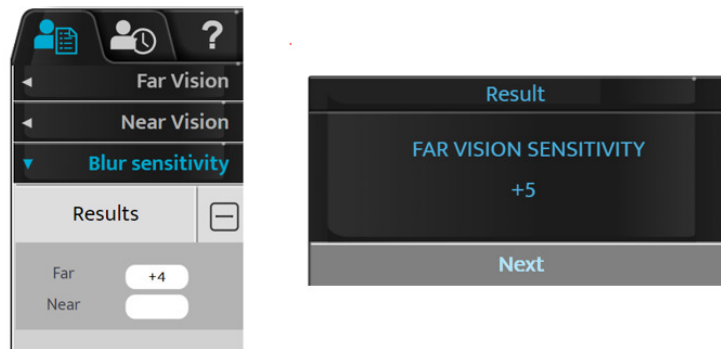 ?
Far Vision
Near Vision
Blur sensitivity
Results
Far +4
Near
Result
FAR VISION SENSITIVITY
+5
Next